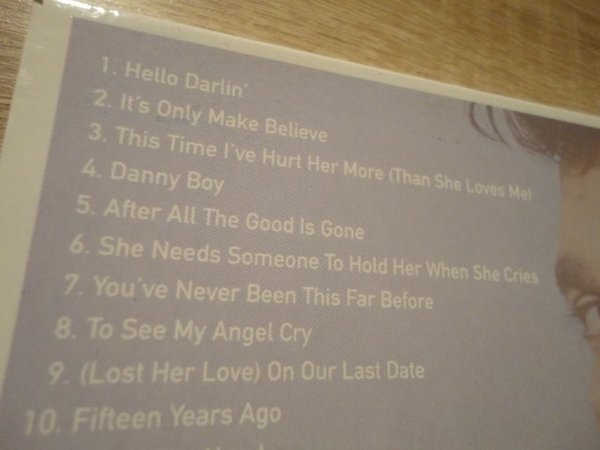 1. Hello Darlin'
2. It's Only Make Believe
3. This Time I've Hurt Her More (Than She Loves Me)
4. Danny Boy
5. After All The Good Is Gone
6. She Needs Someone To Hold Her When She Cries
7. You've Never Been This Far Before
8. To See My Angel Cry
9. (Lost Her Love) On Our Last Date
10. Fifteen Years Ago